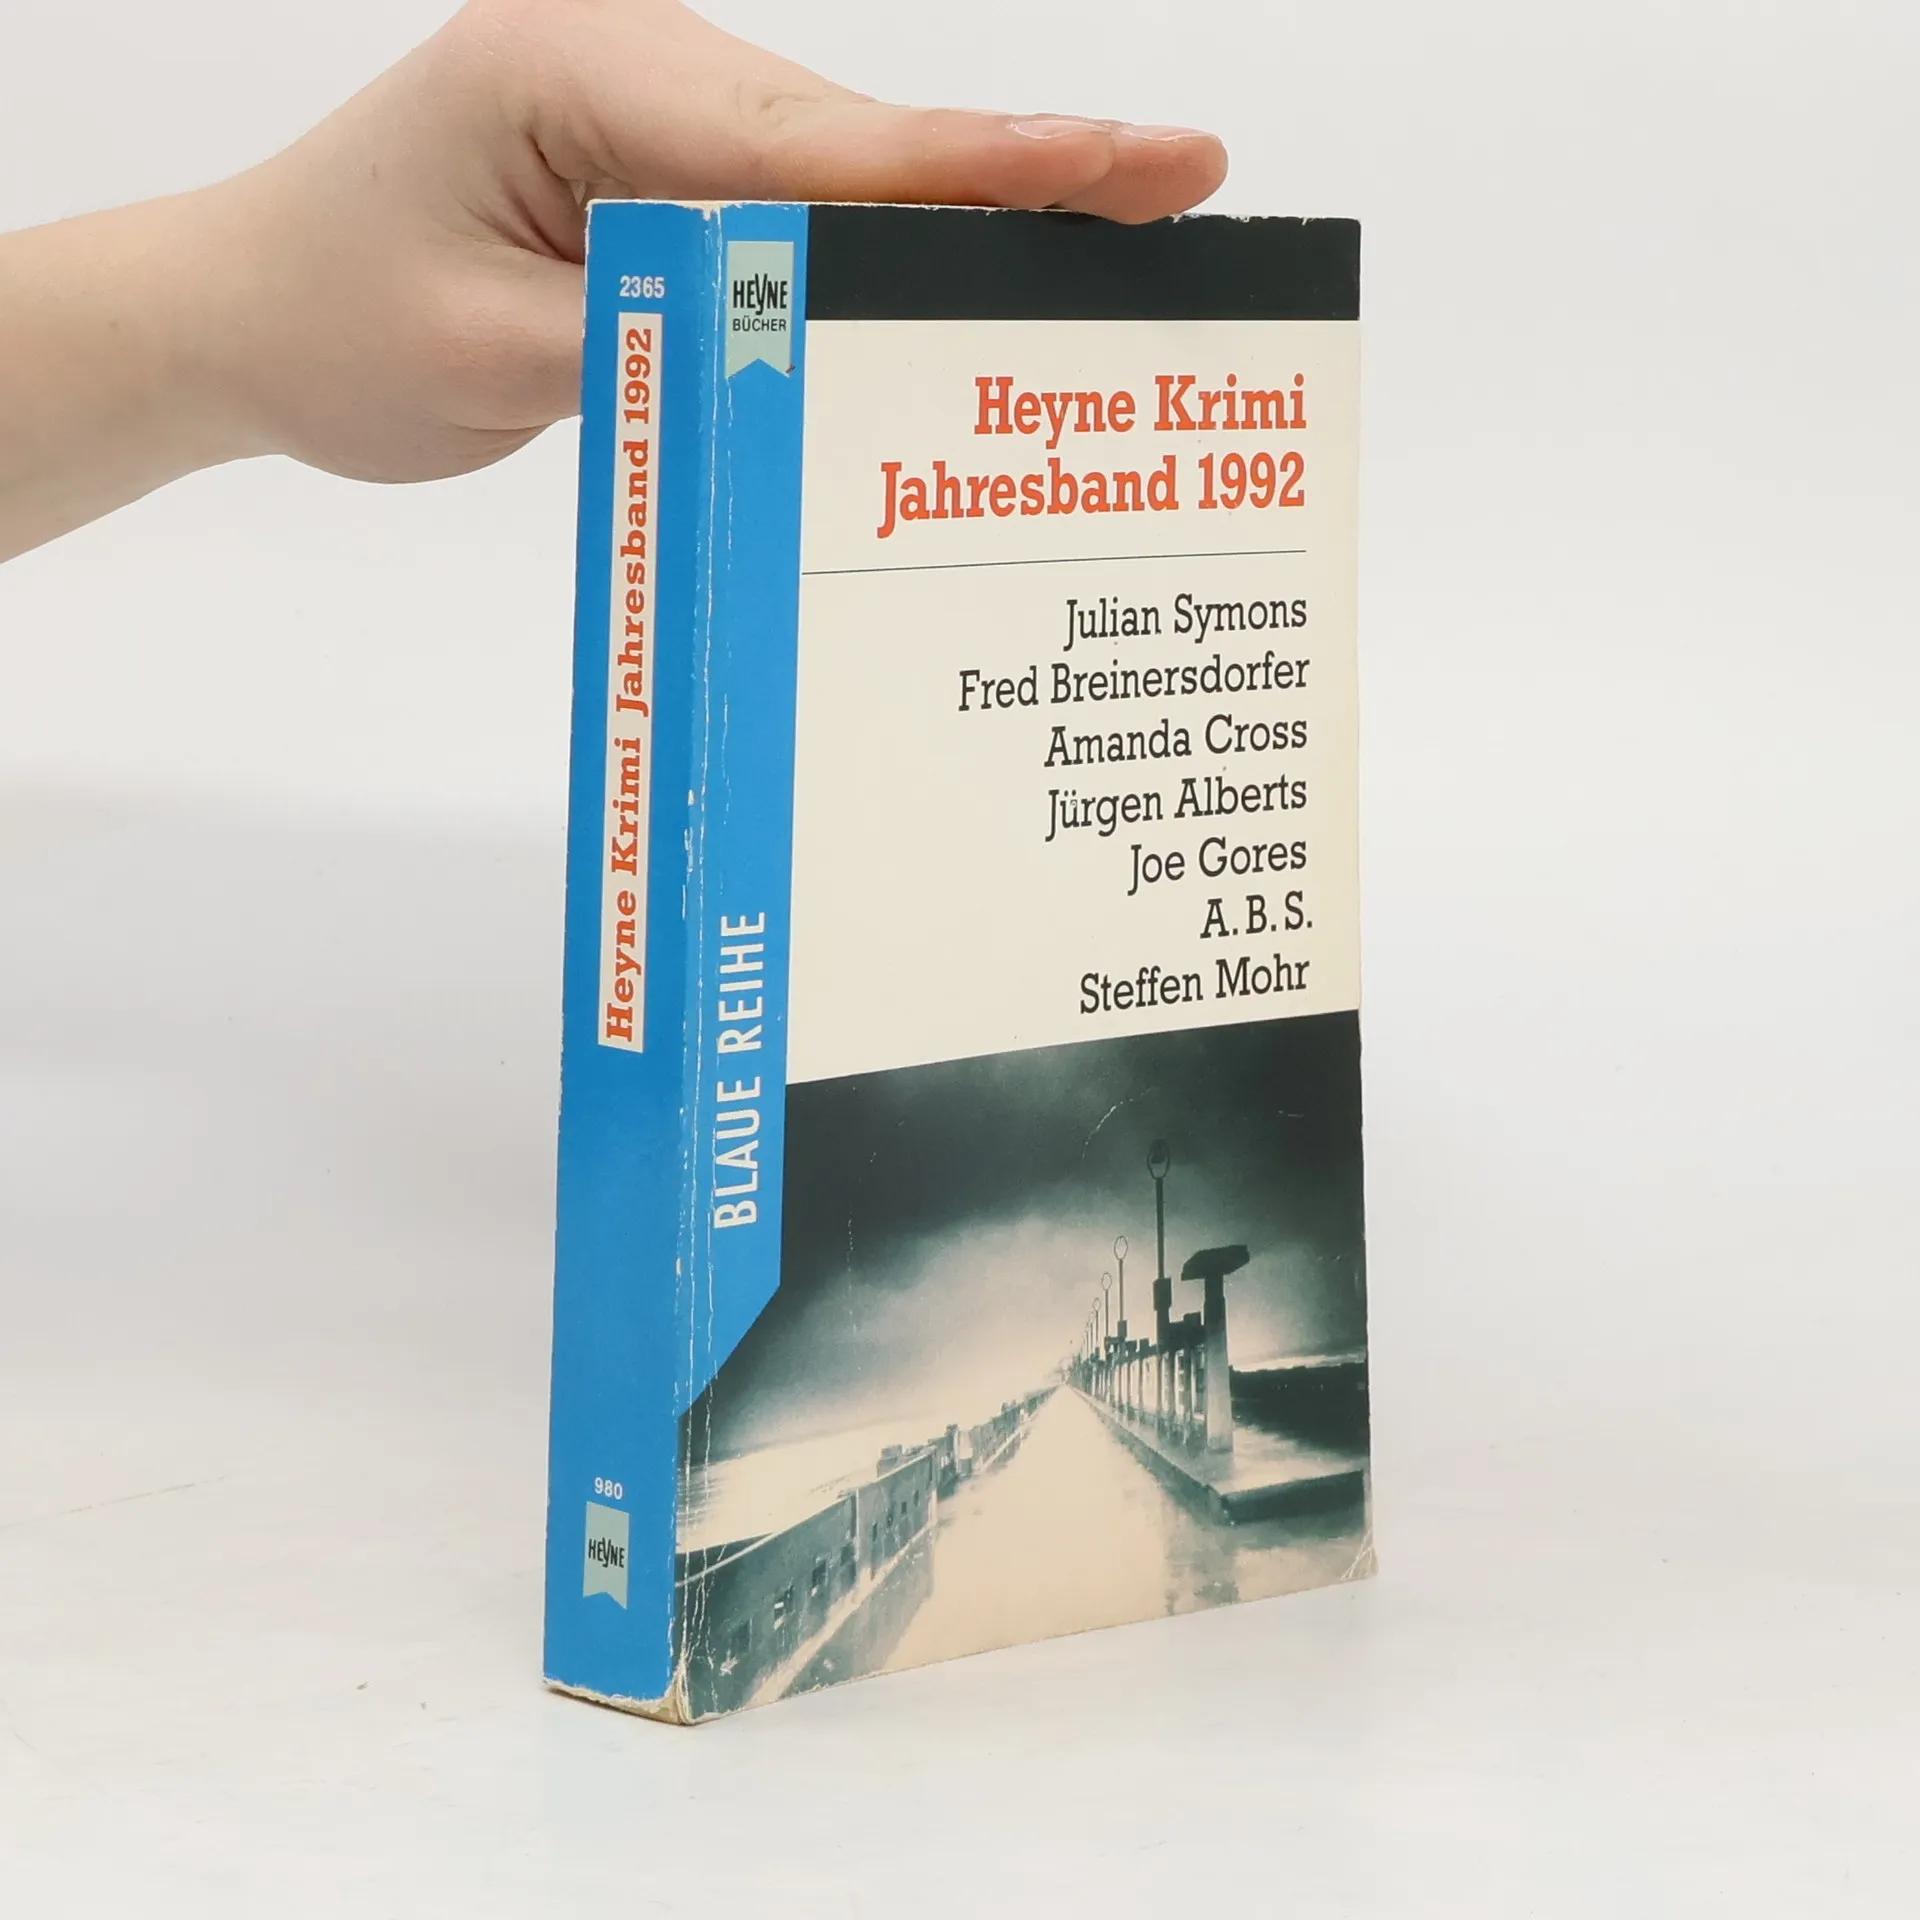 2365
Heyne Krimi Jahresband 1992
980
HEYNE
HEYNE
BÜCHER
BLAUE REIHE
Heyne Krimi
Jahresband 1992
Julian Symons
Fred Breinersdorfer
Amanda Cross
Jürgen Alberts
Joe Gores
A.B.S.
Steffen Mohr